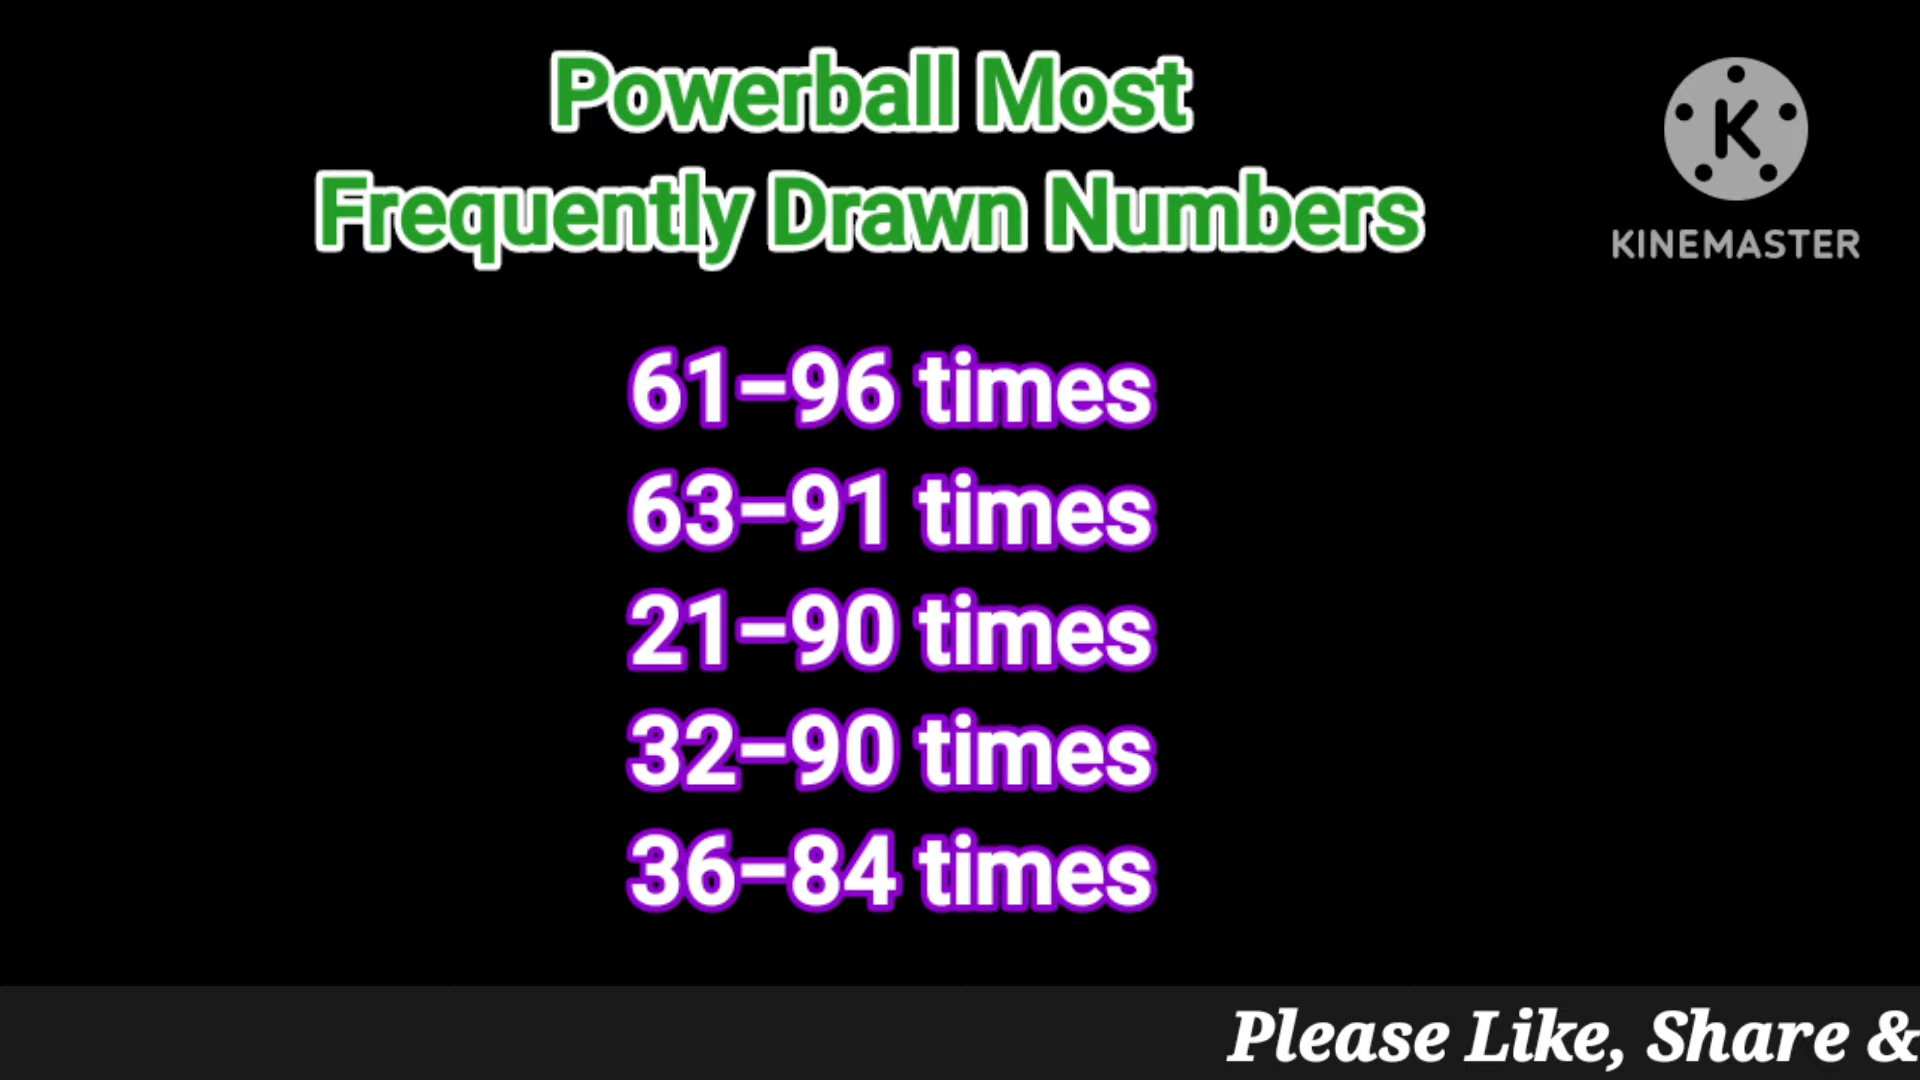 Powerball Most
Frequently Drawn Numbers
K
KINEMASTER
61-96 times
63-91 times
21-90 times
32-90 times
36-84 times
Please Like, Share &